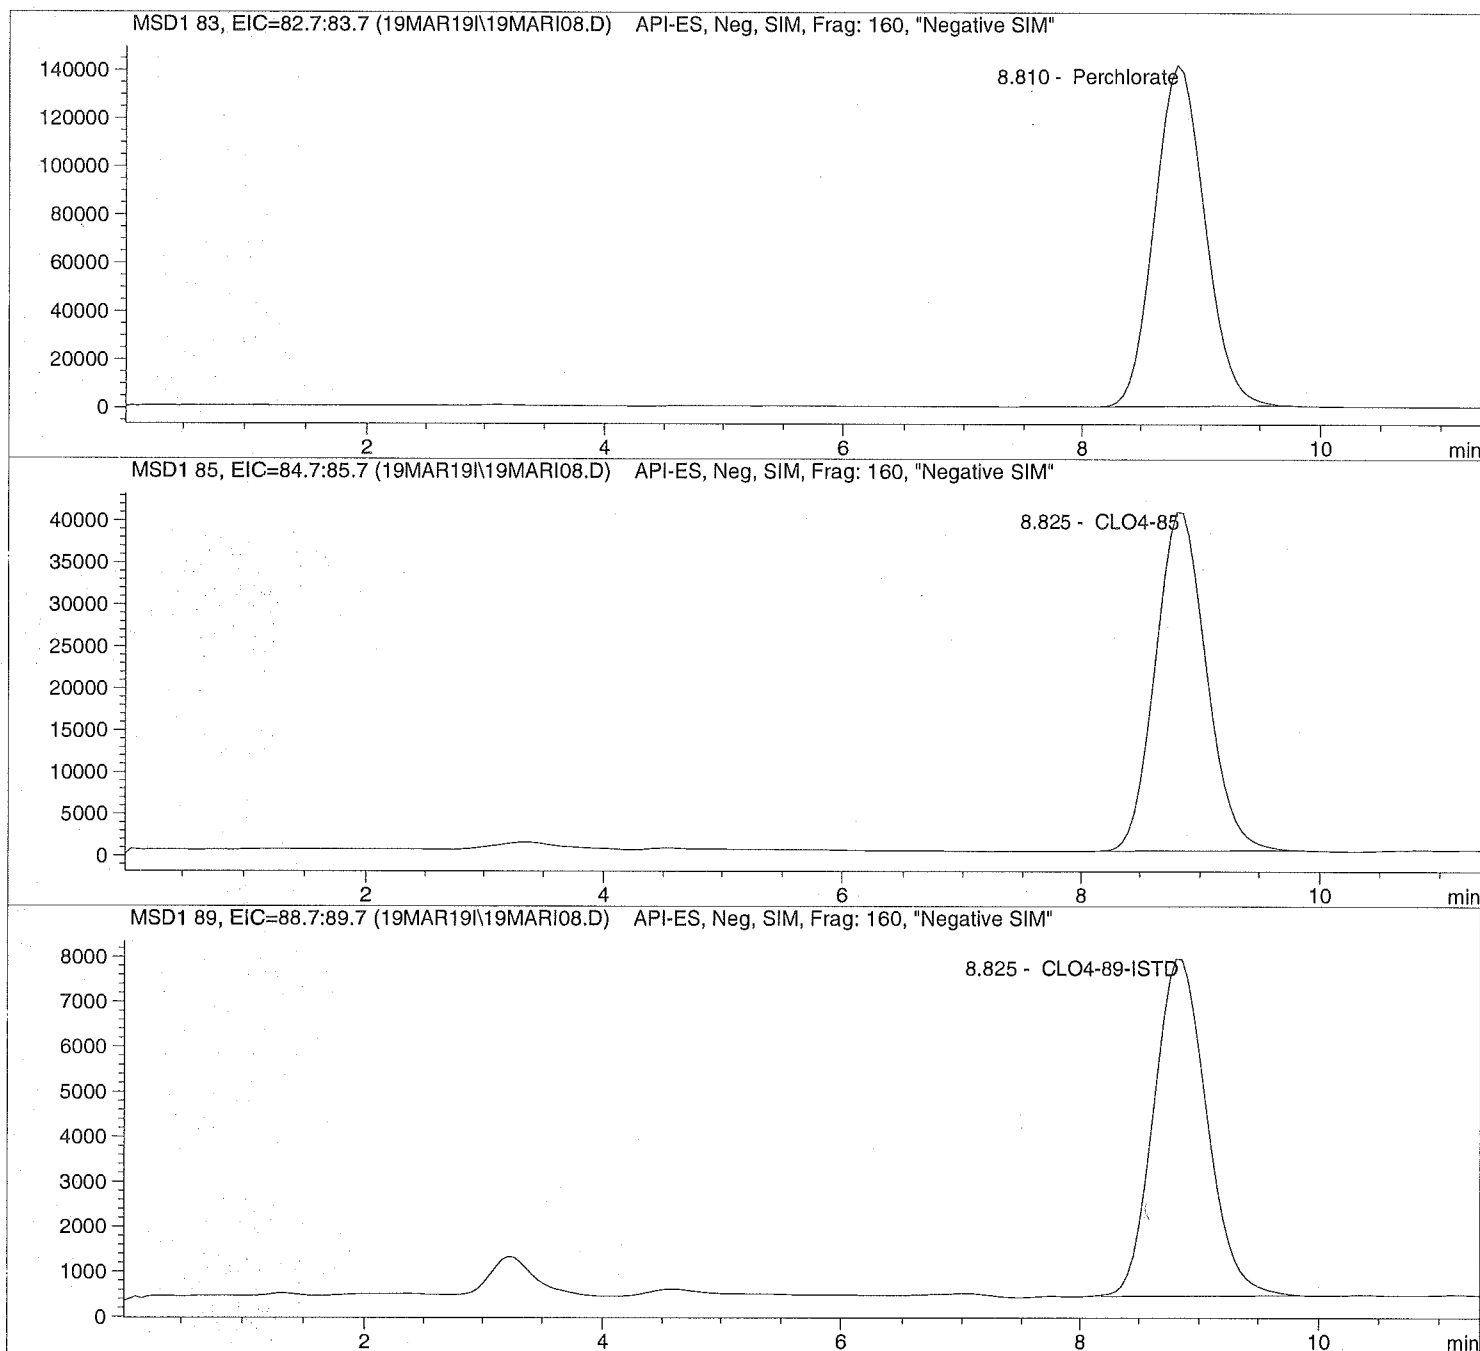 MSD1 83, EIC=82.7:83.7 (19MAR19I\19MARI08.D) API-ES, Neg, SIM, Frag: 160, "Negative SIM"
140000
8.810 - Perchlorate
120000
100000
80000
60000
40000
20000
0
2 4 6 8 10 min
MSD1 85, EIC=84.7:85.7 (19MAR19I\19MARI08.D) API-ES, Neg, SIM, Frag: 160, "Negative SIM"
40000
8.825 - CLO4-85
35000
30000
25000
20000
15000
10000
5000
0
2 4 6 8 10 min
MSD1 89, EIC=88.7:89.7 (19MAR19I\19MARI08.D) API-ES, Neg, SIM, Frag: 160, "Negative SIM"
8000
8.825 - CLO4-89-ISTD
7000
6000
5000
4000
3000
2000
1000
0
2 4 6 8 10 min